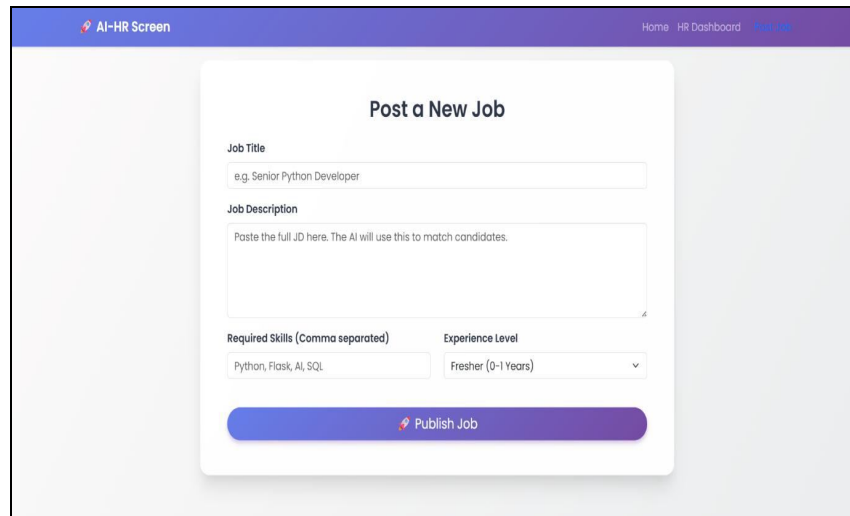 AI-HR Screen
Home HR Dashboard Post Job
Post a New Job
Job Title
e.g. Senior Python Developer
Job Description
Paste the full JD here. The AI will use this to match candidates.
Required Skills (Comma separated)
Experience Level
Python, Flask, AI, SQL
Fresher (0-1 Years)
Publish Job